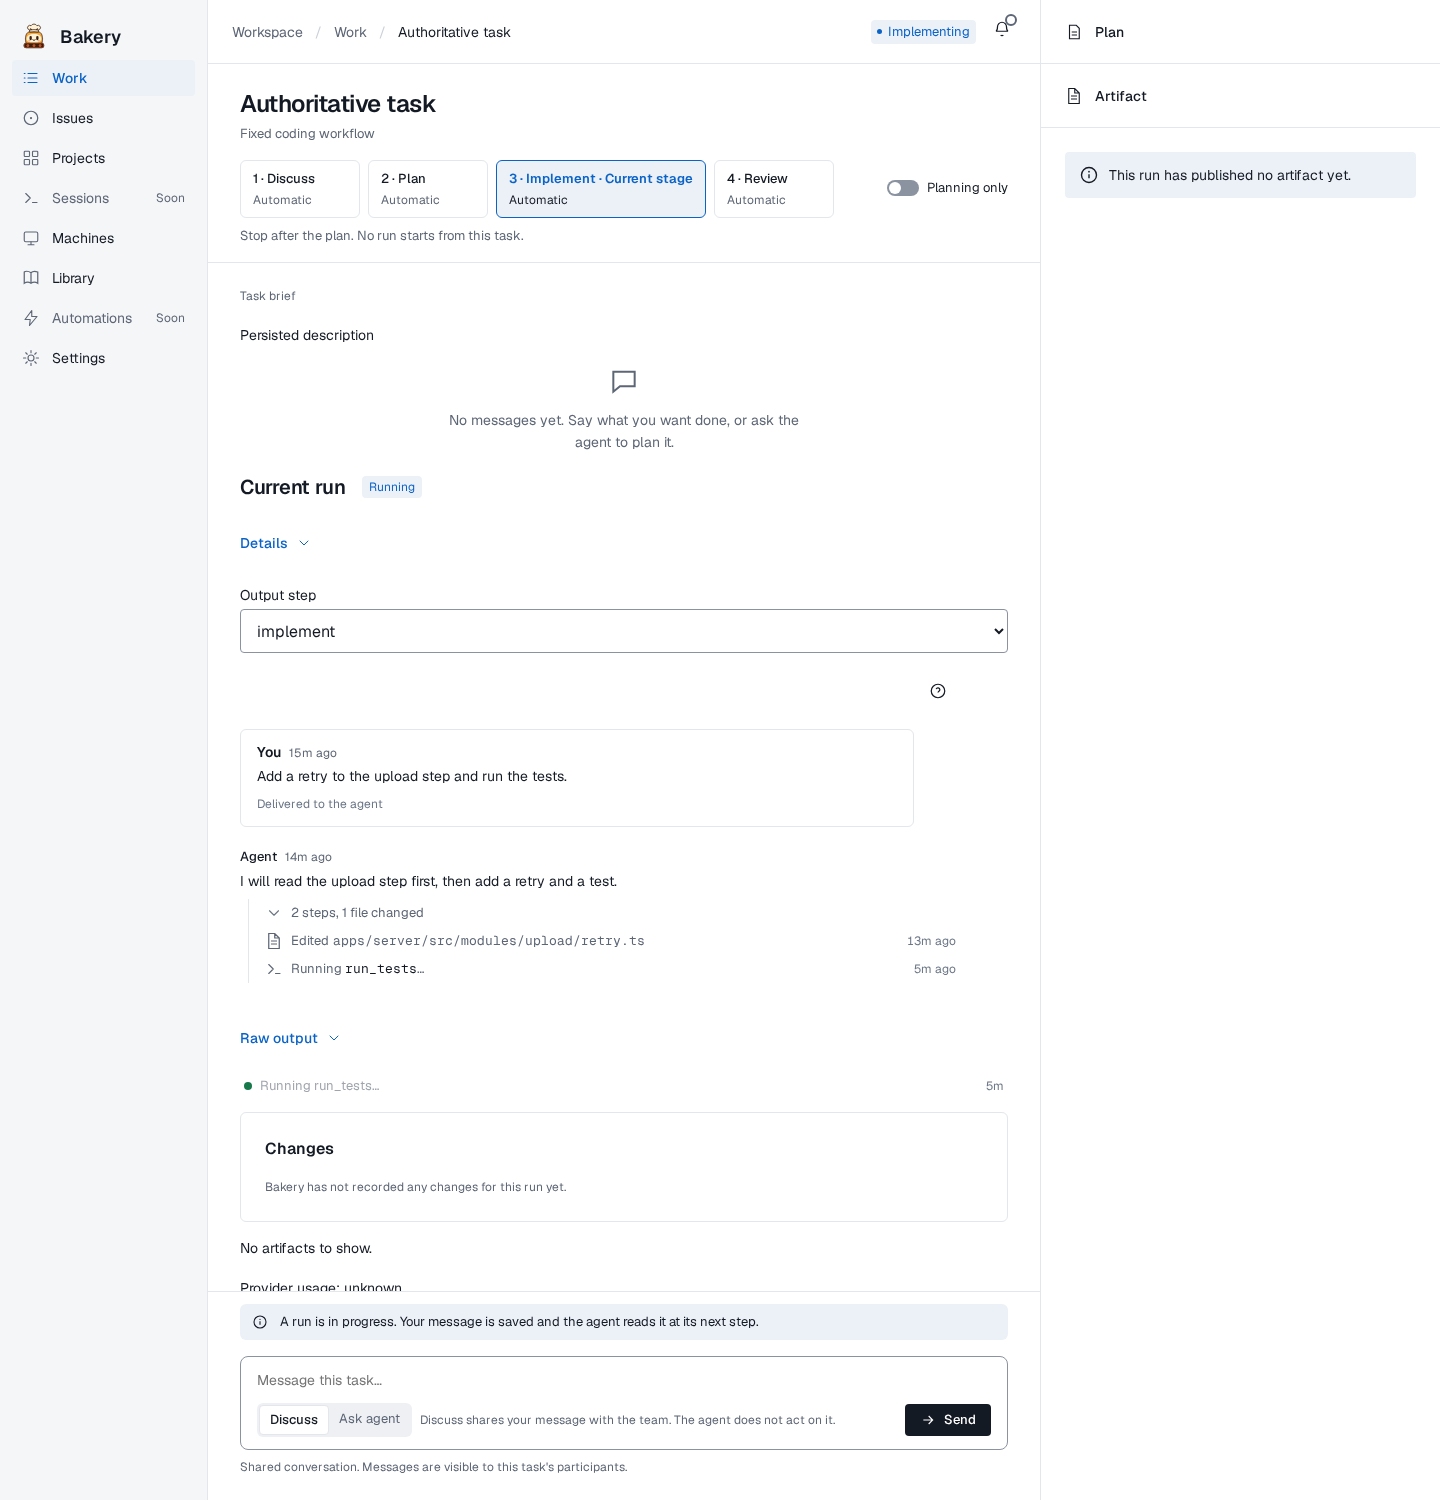 Bakery
Work
Issues
Projects
Sessions Soon
Machines
Library
Automations Soon
Settings
Workspace / Work / Authoritative task
Implementing
Authoritative task
Fixed coding workflow
1 · Discuss
Automatic
2 · Plan
Automatic
3 · Implement · Current stage
Automatic
4 · Review
Automatic
Planning only
Stop after the plan. No run starts from this task.
Task brief
Persisted description
No messages yet. Say what you want done, or ask the
agent to plan it.
Current run Running
Details
Output step
implement
You 15m ago
Add a retry to the upload step and run the tests.
Delivered to the agent
Agent 14m ago
I will read the upload step first, then add a retry and a test.
2 steps, 1 file changed
Edited apps/server/src/modules/upload/retry.ts 13m ago
Running run_tests… 5m ago
Raw output
Running run_tests… 5m
Changes
Bakery has not recorded any changes for this run yet.
No artifacts to show.
Provider usage: unknown
A run is in progress. Your message is saved and the agent reads it at its next step.
Message this task…
Discuss Ask agent Discuss shares your message with the team. The agent does not act on it. Send
Shared conversation. Messages are visible to this task's participants.
Plan
Artifact
This run has published no artifact yet.